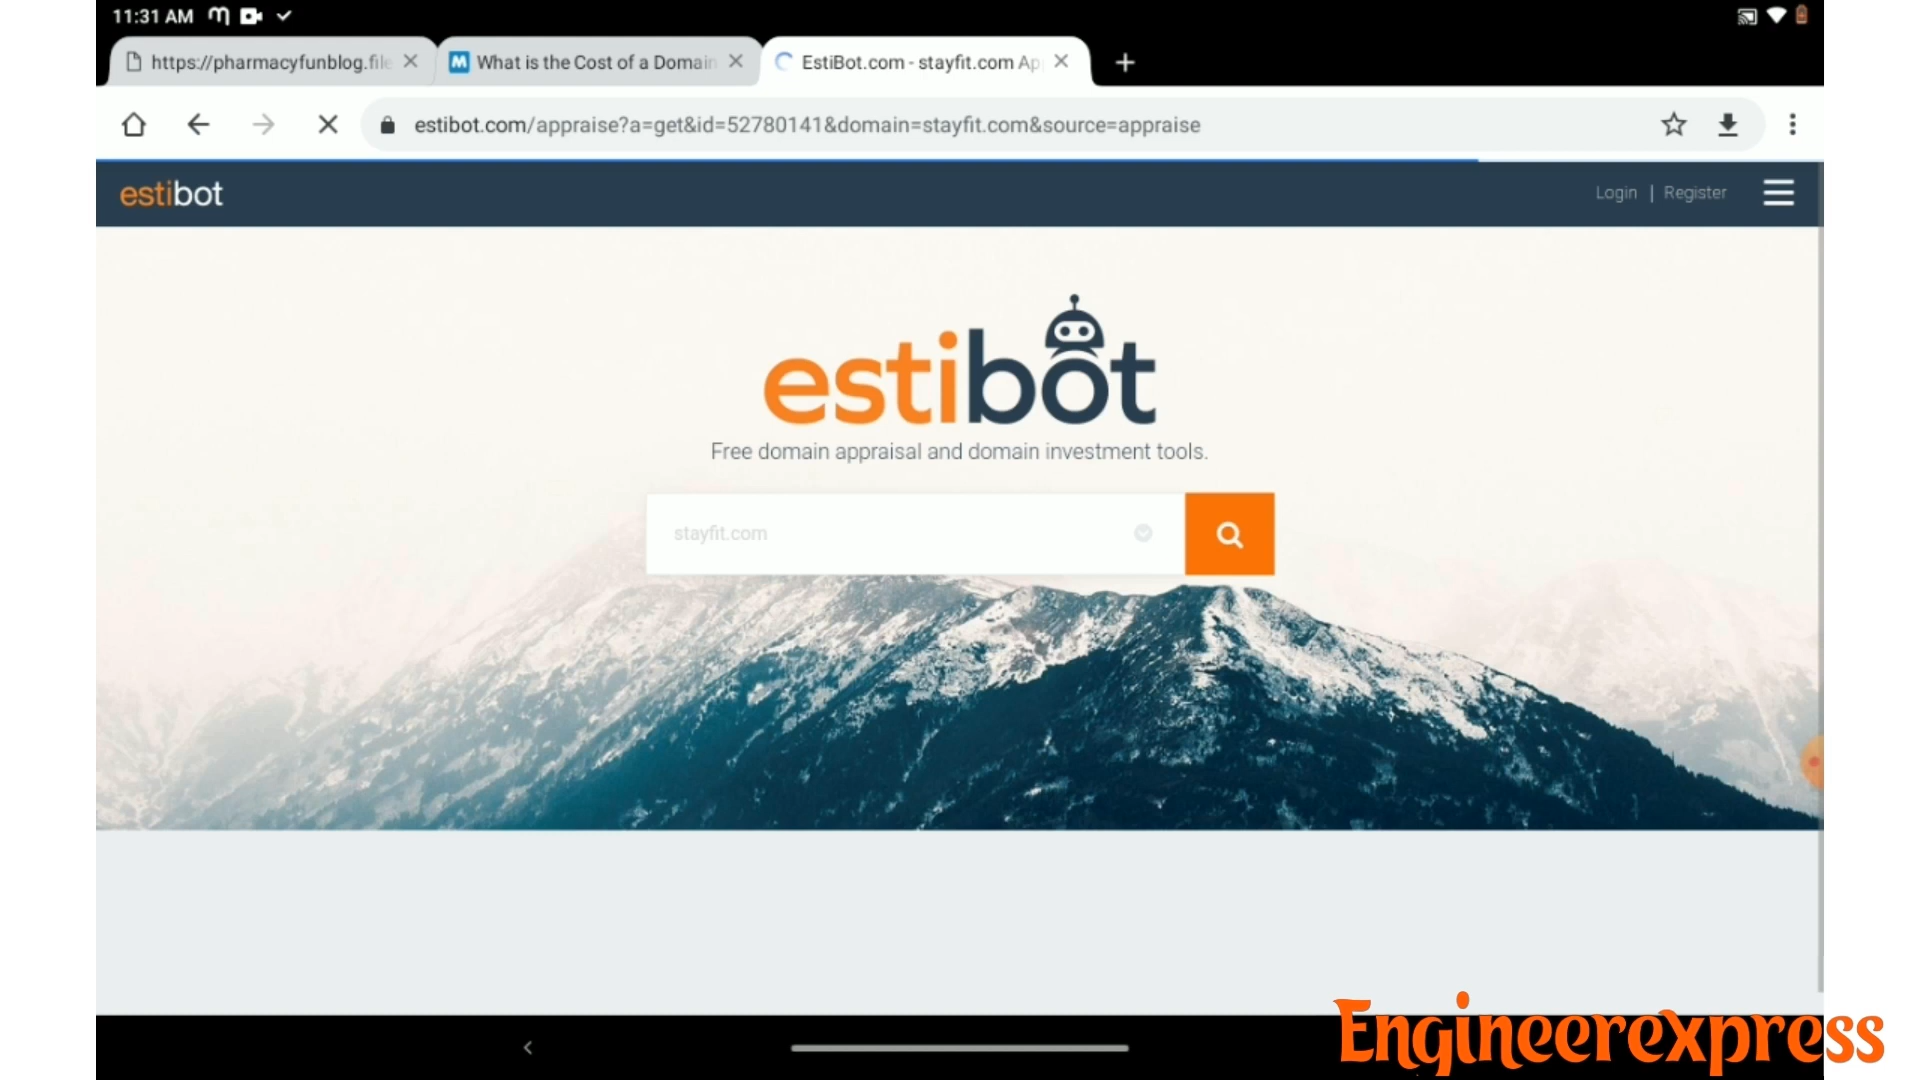 11:31 AM
https://pharmacyfunblog.file
What is the Cost of a Domain
EstiBot.com - stayfit.com Ap
estibot.com/appraise?a=get&id=52780141&domain=stayfit.com&source=appraise
estibot
Login | Register
estibot
Free domain appraisal and domain investment tools.
stayfit.com
Engineerexpress